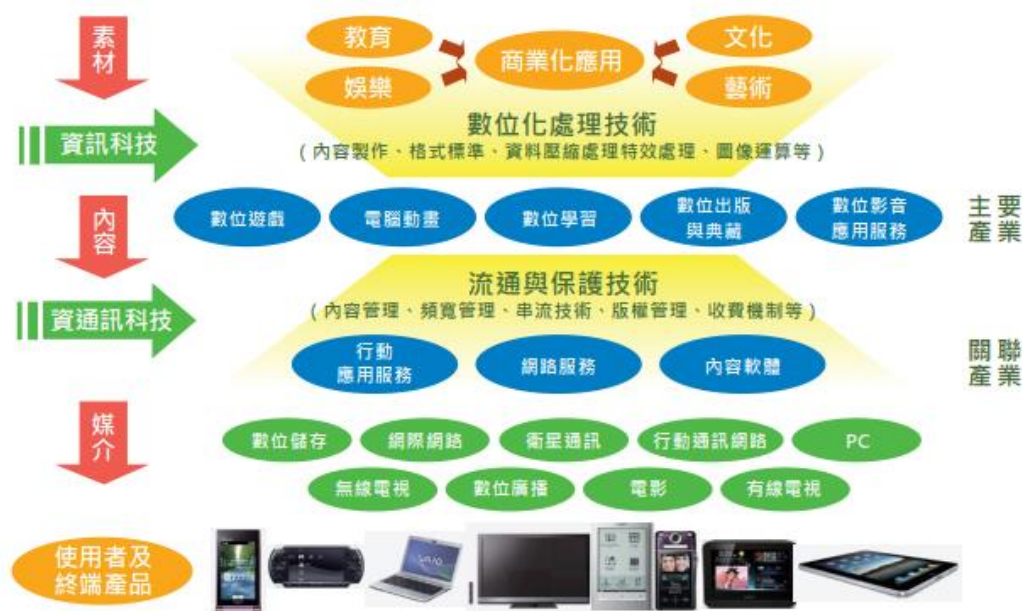 素材
教育
文化
商業化應用
娛樂
藝術
資訊科技
數位化處理技術
(內容製作、格式標準、資料壓縮處理特效處理、圖像運算等)
內容
數位遊戲
電腦動畫
數位學習
數位出版
與典藏
數位影音
應用服務
主要
產業
資通訊科技
流通與保護技術
(內容管理、頻寬管理、串流技術、版權管理、收費機制等)
行動
應用服務
網路服務
內容軟體
關聯
產業
媒介
數位儲存
網際網路
衛星通訊
行動通訊網路
PC
無線電視
數位廣播
電影
有線電視
使用者及
終端產品
VAIO